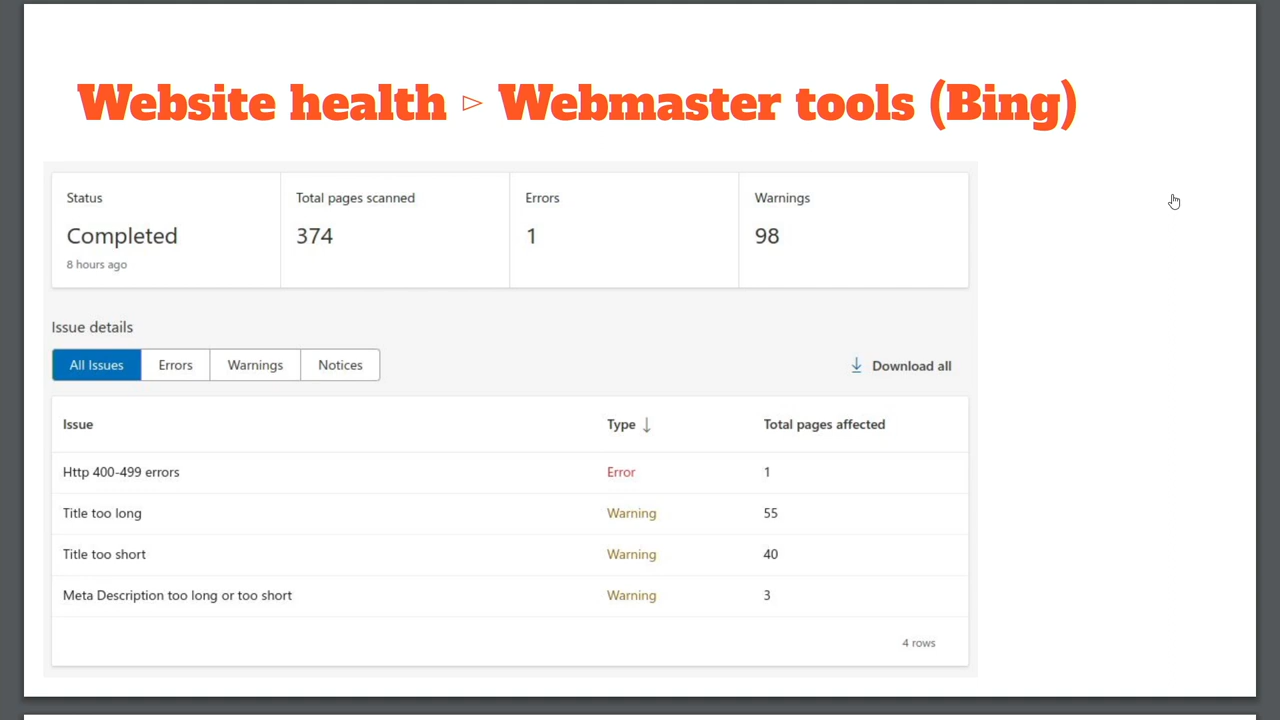 Website health ▻ Webmaster tools (Bing)
Status Total pages scanned Errors Warnings
Completed 374 1 98
8 hours ago
Issue details
All Issues Errors Warnings Notices Download all
Issue Type ↓ Total pages affected
Http 400-499 errors Error 1
Title too long Warning 55
Title too short Warning 40
Meta Description too long or too short Warning 3
4 rows